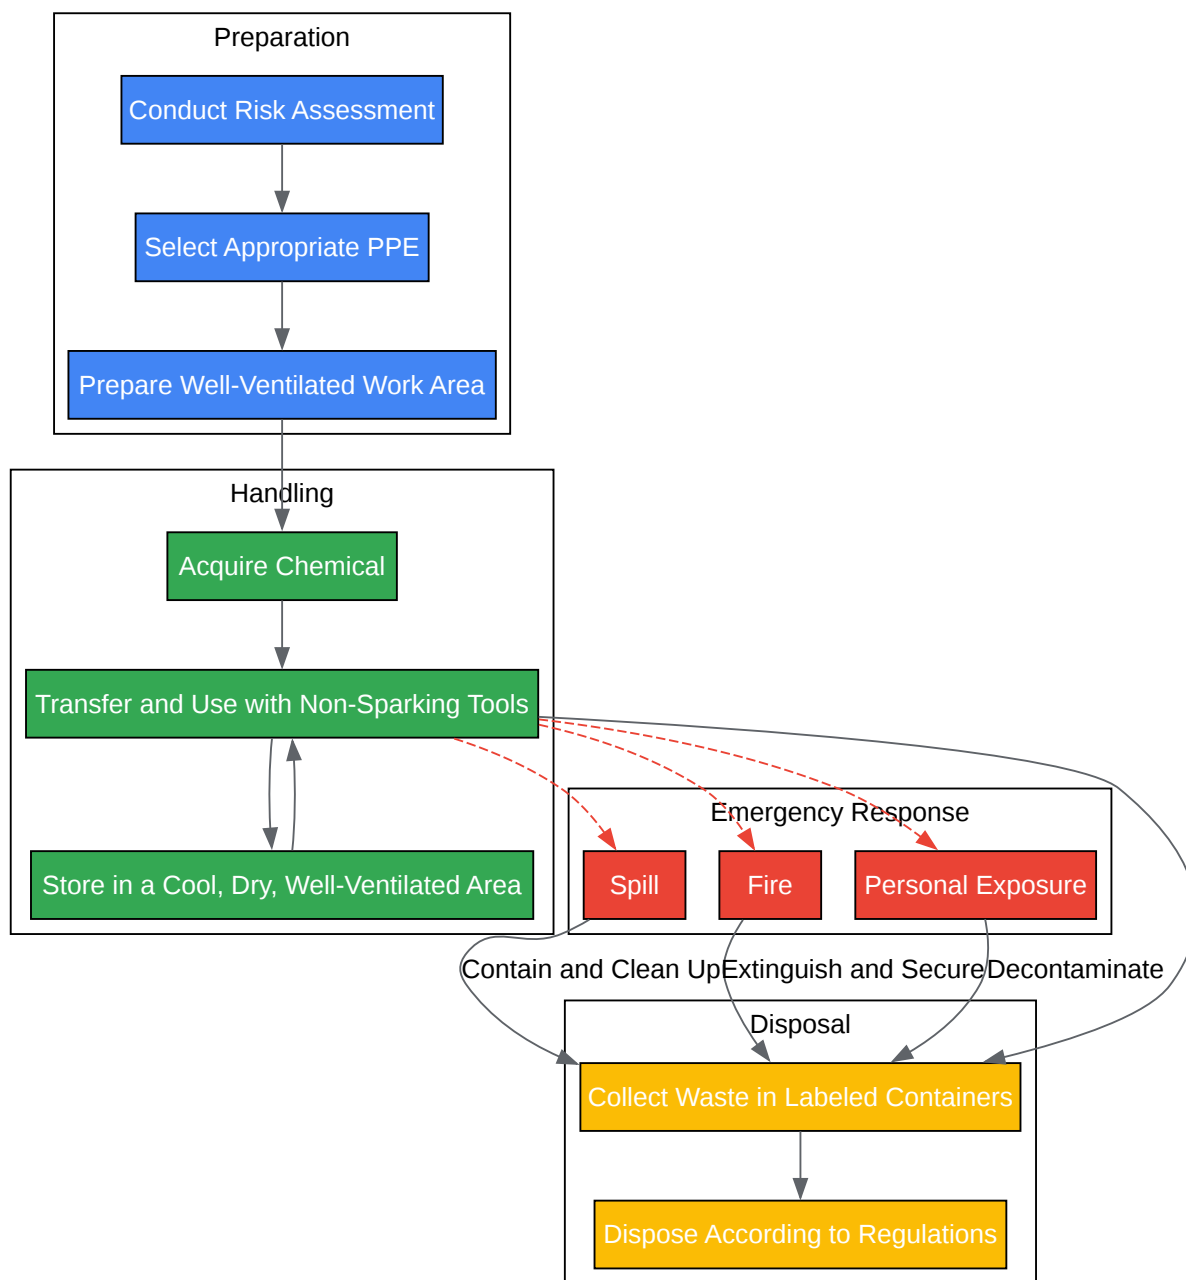 Preparation
Conduct Risk Assessment
Select Appropriate PPE
Prepare Well-Ventilated Work Area
Handling
Acquire Chemical
Transfer and Use with Non-Sparking Tools
Emergency Response
Store in a Cool, Dry, Well-Ventilated Area
Spill
Fire
Personal Exposure
Contain and Clean Up
Extinguish and Secure
Decontaminate
Disposal
Collect Waste in Labeled Containers
Dispose According to Regulations